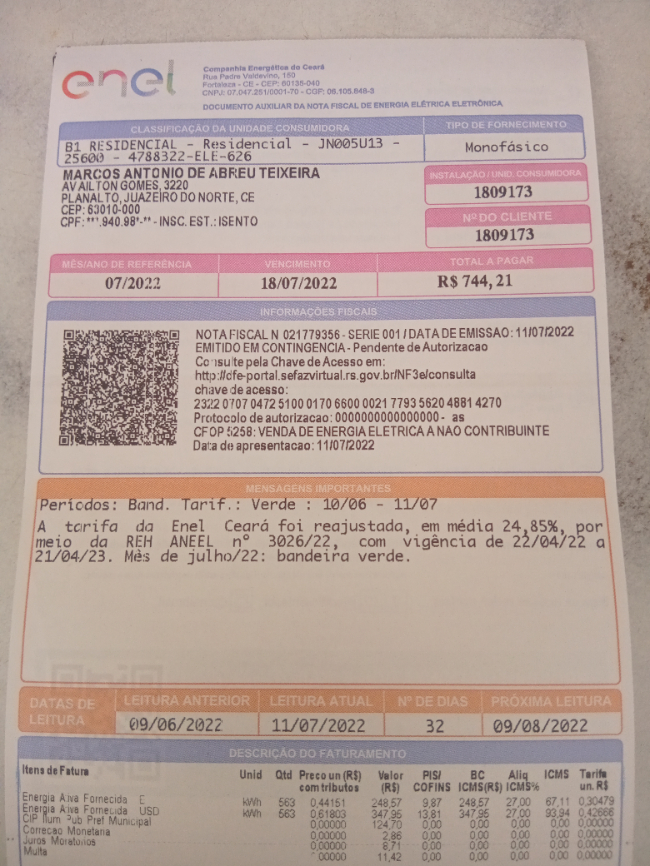 enel
Companhia Energética do Ceará
Rua Padre Valdevino, 150
Fortaleza - CE - CEP: 60135-040
CNPJ: 07.047.251/0001-70 - CGF: 06.105.848-3
DOCUMENTO AUXILIAR DA NOTA FISCAL DE ENERGIA ELÉTRICA ELETRÔNICA
CLASSIFICAÇÃO DA UNIDADE CONSUMIDORA
TIPO DE FORNECIMENTO
B1 RESIDENCIAL - Residencial - JN005U13 -
25600 - 4788322-ELE-626
Monofásico
MARCOS ANTONIO DE ABREU TEIXEIRA
AV AILTON GOMES, 3220
PLANALTO, JUAZEIRO DO NORTE, CE
CEP: 63010-000
CPF: ***.940.98*-** - INSC. EST.: ISENTO
INSTALAÇÃO / UNID. CONSUMIDORA
1809173
Nº DO CLIENTE
1809173
MÊS/ANO DE REFERÊNCIA VENCIMENTO TOTAL A PAGAR
07/2022 18/07/2022 R$ 744,21
INFORMAÇÕES FISCAIS
NOTA FISCAL N 021779356 - SERIE 001 / DATA DE EMISSAO: 11/07/2022
EMITIDO EM CONTINGENCIA - Pendente de Autorizacao
Consulte pela Chave de Acesso em:
http://dfe-portal.sefazvirtual.rs.gov.br/NF3e/consulta
chave de acesso:
2322 0707 0472 5100 0170 6600 0021 7793 5620 4881 4270
Protocolo de autorizacao: 0000000000000000 - as
CFOP 5258: VENDA DE ENERGIA ELETRICA A NAO CONTRIBUINTE
Data de apresentacao: 11/07/2022
MENSAGENS IMPORTANTES
Períodos: Band. Tarif.: Verde : 10/06 - 11/07
A tarifa da Enel Ceará foi reajustada, em média 24,85%, por
meio da REH ANEEL nº 3026/22, com vigência de 22/04/22 a
21/04/23. Mês de julho/22: bandeira verde.
DATAS DE LEITURA
LEITURA ANTERIOR LEITURA ATUAL Nº DE DIAS PRÓXIMA LEITURA
09/06/2022 11/07/2022 32 09/08/2022
DESCRIÇÃO DO FATURAMENTO
Itens de Fatura Unid Qtd Preco un (R$) com tributos Valor (R$) PIS/ COFINS BC ICMS(R$) Aliq ICMS% ICMS Tarifa un. R$
Energia Ativa Fornecida E kWh 563 0,44151 248,57 9,87 248,57 27,00 67,11 0,30479
Energia Ativa Fornecida USD kWh 563 0,61803 347,95 13,81 347,95 27,00 93,94 0,42666
CIP Ilum Pub Pref Municipal 0,00000 124,70 0,00 0,00 0,00 0,00 0,00000
Correcao Monetaria 0,00000 2,86 0,00 0,00 0,00 0,00 0,00000
Juros Moratorios 0,00000 8,71 0,00 0,00 0,00 0,00 0,00000
Multa 0,00000 11,42 0,00 0,00 0,00 0,00 0,00000